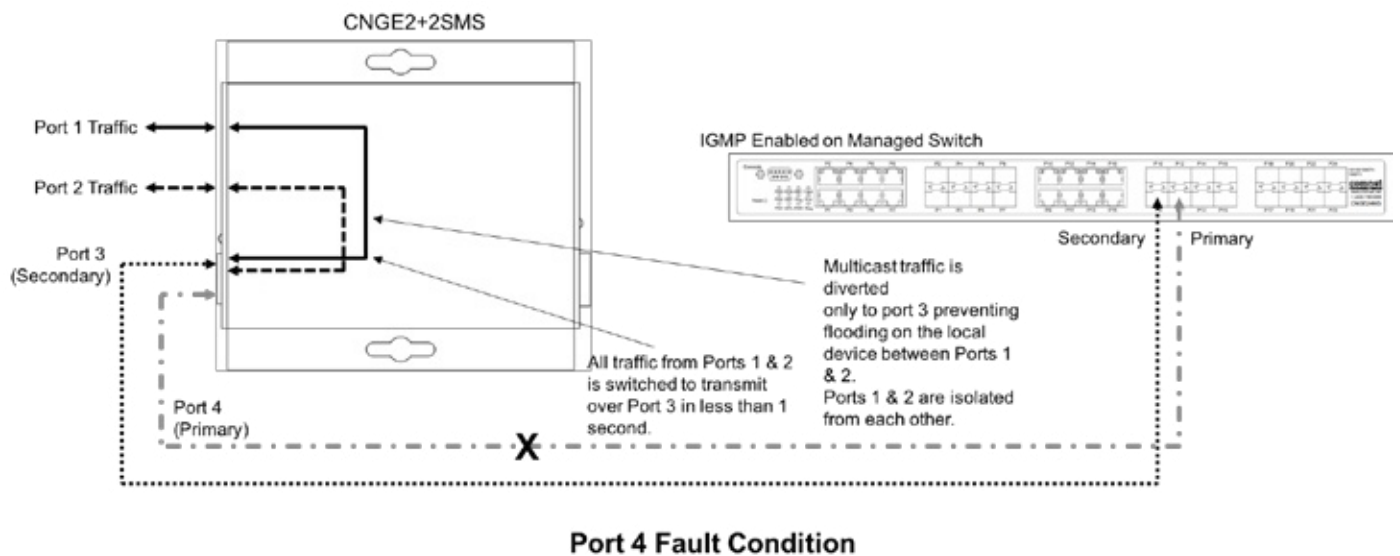 CNGE2+2SMS
Port 1 Traffic
Port 2 Traffic
Port 3
(Secondary)
Port 4
(Primary)
IGMP Enabled on Managed Switch
comnet
Secondary
Primary
All traffic from Ports 1 & 2
is switched to transmit
over Port 3 in less than 1
second.
Multicast traffic is
diverted
only to port 3 preventing
flooding on the local
device between Ports 1
& 2.
Ports 1 & 2 are isolated
from each other.
X
Port 4 Fault Condition